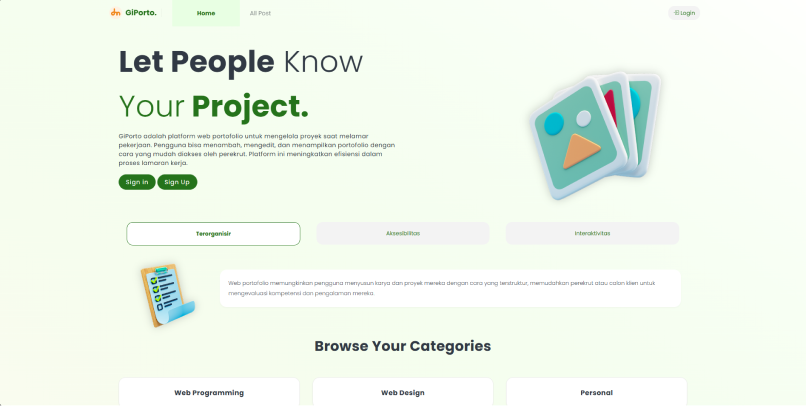 GiPorto.
Home
All Post
Login
Let People Know
Your Project.
GiPorto adalah platform web portofolio untuk mengelola proyek saat melamar
pekerjaan. Pengguna bisa menambah, mengedit, dan menampilkan portofolio dengan
cara yang mudah diakses oleh perekrut. Platform ini meningkatkan efisiensi dalam
proses lamaran kerja.
Sign in
Sign Up
Terorganisir
Aksesibilitas
Interaktivitas
Web portofolio memungkinkan pengguna menyusun karya dan proyek mereka dengan cara yang terstruktur, memudahkan perekrut atau calon klien untuk
mengevaluasi kompetensi dan pengalaman mereka.
Browse Your Categories
Web Programming
Web Design
Personal